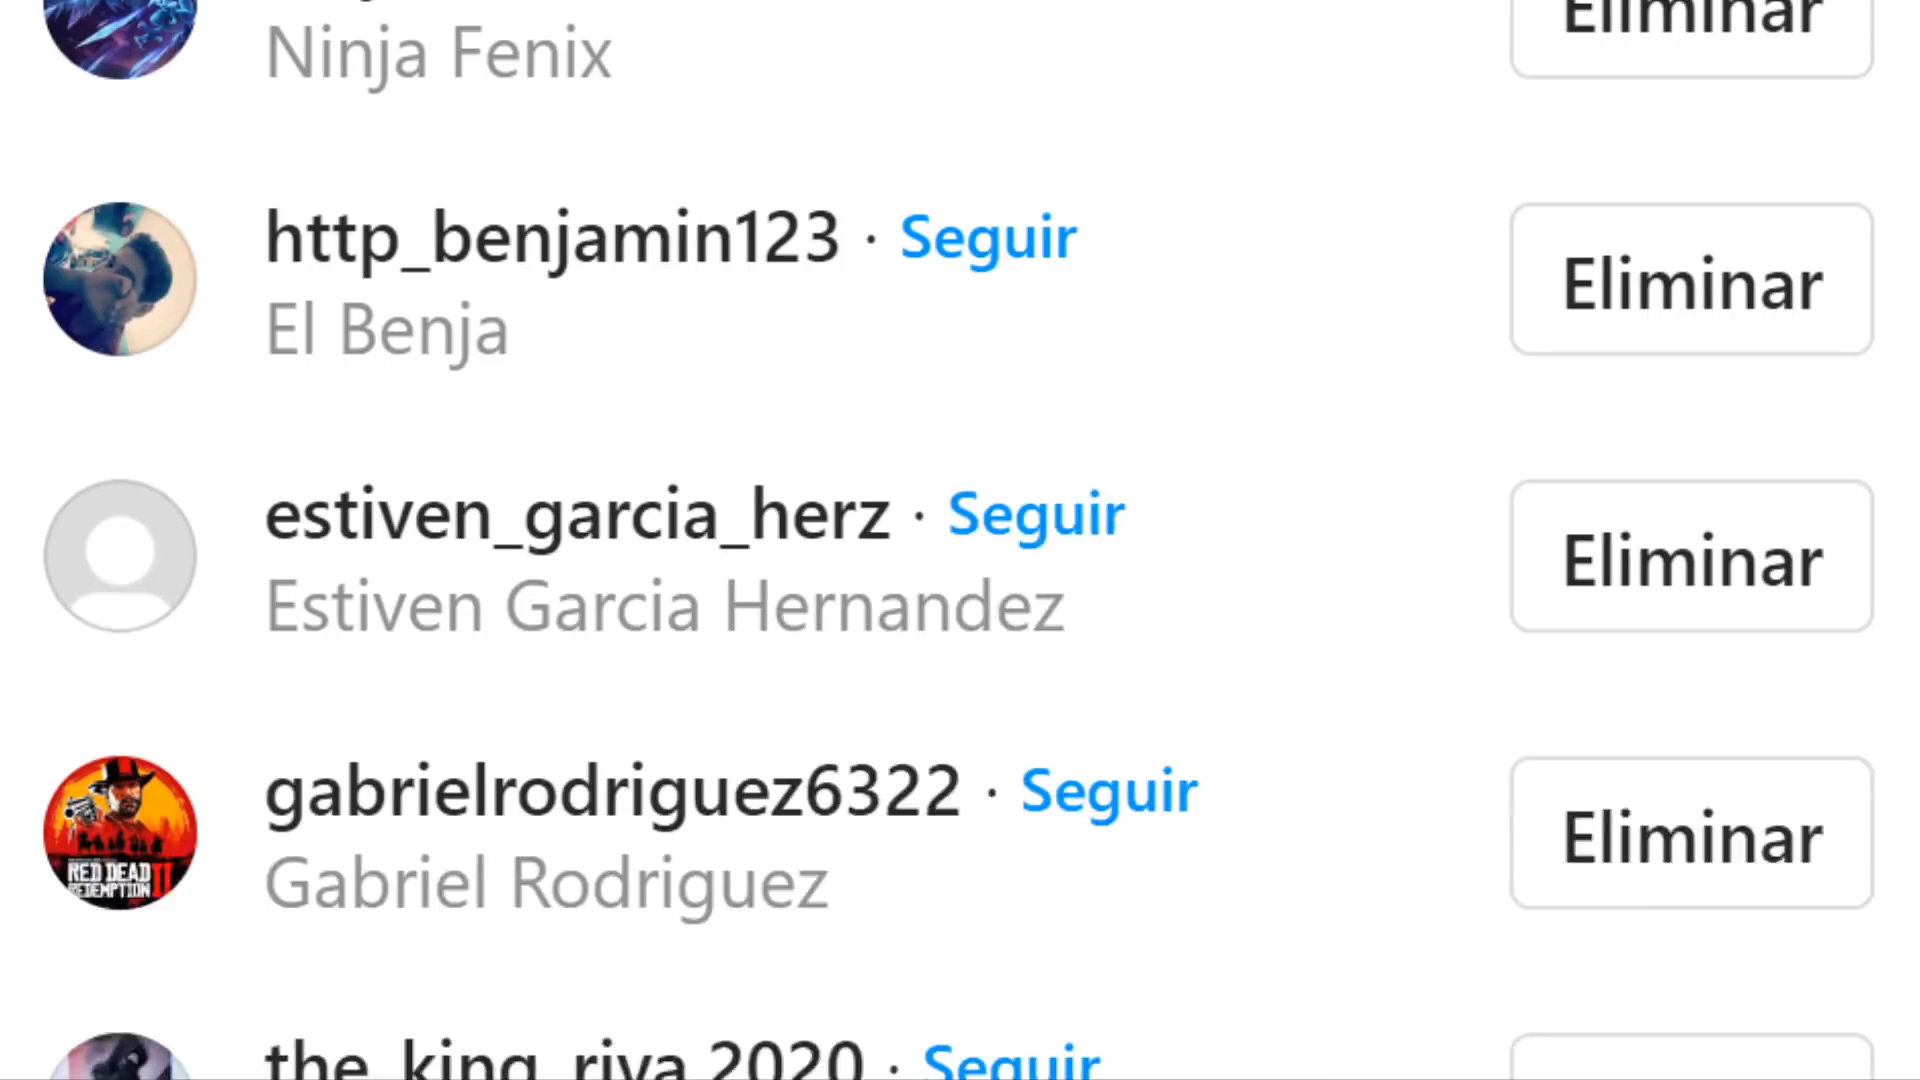 Eliminar
Ninja Fenix
http_benjamin123 · Seguir
El Benja
Eliminar
estiven_garcia_herz · Seguir
Estiven Garcia Hernandez
Eliminar
gabrielrodriguez6322 · Seguir
Gabriel Rodriguez
Eliminar
RED DEAD
REDEMPTION II
the_king_riva.2020 · Seguir